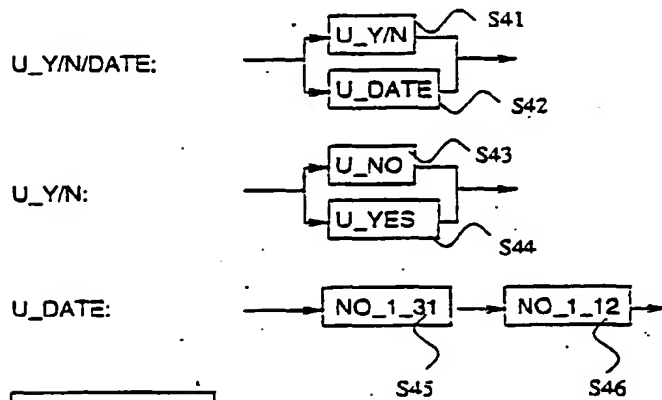 U_Y/N S41
U_Y/N/DATE:
U_DATE S42
U_NO S43
U_Y/N:
U_YES S44
U_DATE: NO_1_31 NO_1_12
S45 S46